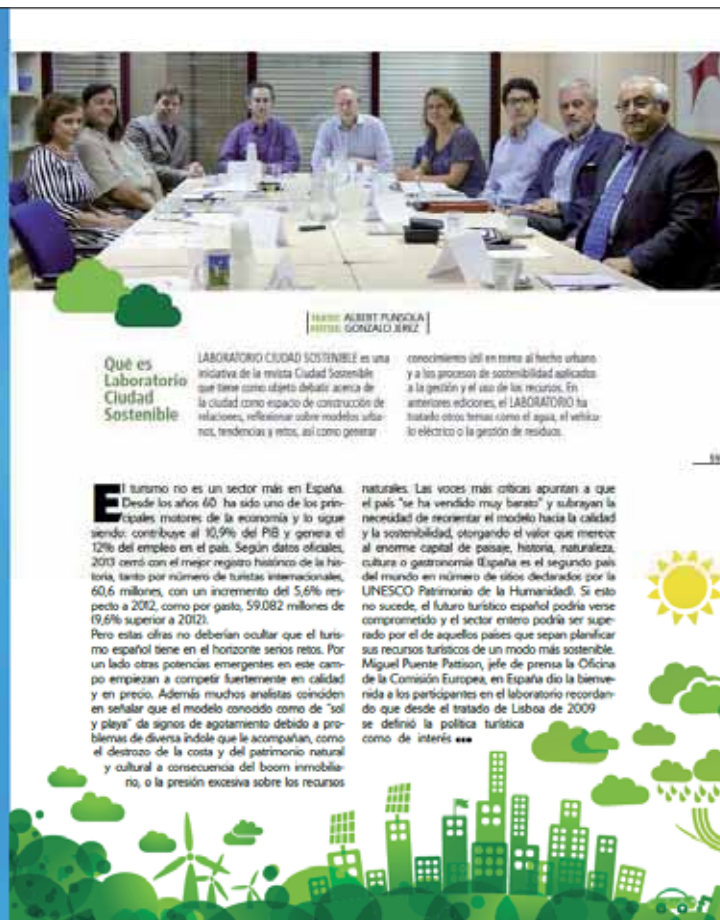 TEXTO: ALBERT PUNSOLA
FOTOS: GONZALO JEREZ
Qué es
Laboratorio
Ciudad
Sostenible
LABORATORIO CIUDAD SOSTENIBLE es una
iniciativa de la revista Ciudad Sostenible
que tiene como objeto debatir acerca de
la ciudad como espacio de construcción de
relaciones, reflexionar sobre modelos urba-
nos, tendencias y retos, así como generar
conocimiento útil en torno al hecho urbano
y a los procesos de sostenibilidad aplicados
a la gestión y el uso de los recursos. En
anteriores ediciones, el LABORATORIO ha
tratado otros temas como el agua, el vehícu-
lo eléctrico o la gestión de residuos.
El turismo no es un sector más en España.
Desde los años 60 ha sido uno de los prin-
cipales motores de la economía y lo sigue
siendo: contribuye al 10,9% del PIB y genera el
12% del empleo en el país. Según datos oficiales,
2013 cerró con el mejor registro histórico de la his-
toria, tanto por número de turistas internacionales,
60,6 millones, con un incremento del 5,6% res-
pecto a 2012, como por gasto, 59.082 millones de
(9,6% superior a 2012).
Pero estas cifras no deberían ocultar que el turis-
mo español tiene en el horizonte serios retos. Por
un lado otras potencias emergentes en este cam-
po empiezan a competir fuertemente en calidad
y en precio. Además muchos analistas coinciden
en señalar que el modelo conocido como de "sol
y playa" da signos de agotamiento debido a pro-
blemas de diversa índole que le acompañan, como
el destrozo de la costa y del patrimonio natural
y cultural a consecuencia del boom inmobilia-
rio, o la presión excesiva sobre los recursos
naturales. Las voces más críticas apuntan a que
el país "se ha vendido muy barato" y subrayan la
necesidad de reorientar el modelo hacia la calidad
y la sostenibilidad, otorgando el valor que merece
al enorme capital de paisaje, historia, naturaleza,
cultura o gastronomía (España es el segundo país
del mundo en número de sitios declarados por la
UNESCO Patrimonio de la Humanidad). Si esto
no sucede, el futuro turístico español podría verse
comprometido y el sector entero podría ser supe-
rado por el de aquellos países que sepan planificar
sus recursos turísticos de un modo más sostenible.
Miguel Puente Pattison, jefe de prensa la Oficina
de la Comisión Europea, en España dio la bienve-
nida a los participantes en el laboratorio recordan-
do que desde el tratado de Lisboa de 2009
se definió la política turística
como de interés •••